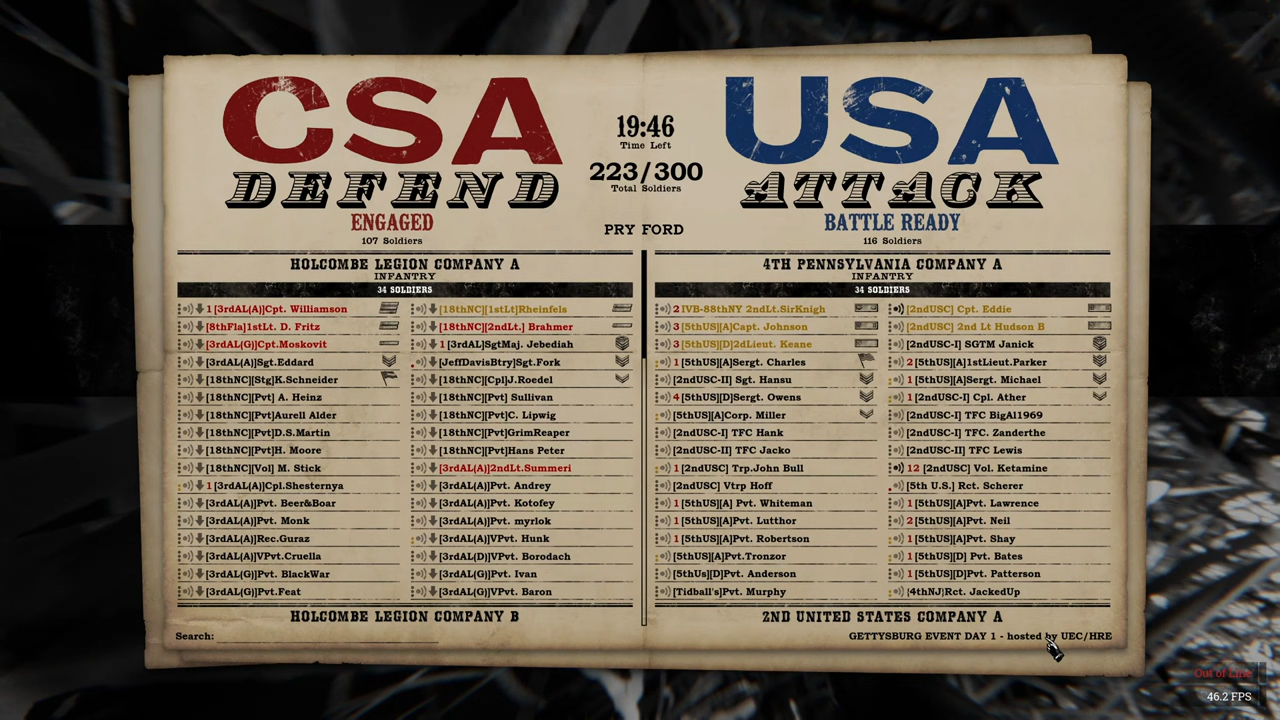 CSA
DEFEND
ENGAGED
107 Soldiers
19:46
Time Left
223/300
Total Soldiers
PRY FORD
USA
ATTACK
BATTLE READY
116 Soldiers
HOLCOMBE LEGION COMPANY A
INFANTRY
34 SOLDIERS
1 [3rdAL(A)]Cpt. Williamson
[18thNC][1stLt]Rheinfels
[8thFla]1stLt. D. Fritz
[18thNC][2ndLt.] Brahmer
[3rdAL(G)]Cpt.Moskovit
1 [3rdAL]SgtMaj. Jebediah
[3rdAL(A)]Sgt.Eddard
[JeffDavisBtry]Sgt.Fork
[18thNC][Stg]K.Schneider
[18thNC][Cpl]J.Roedel
[18thNC][Pvt] A. Heinz
[18thNC][Pvt] Sullivan
[18thNC][Pvt]Aurell Alder
[18thNC][Pvt]C. Lipwig
[18thNC][Pvt]D.S.Martin
[18thNC][Pvt]GrimReaper
[18thNC][Pvt]H. Moore
[18thNC][Pvt]Hans Peter
[18thNC][Vol] M. Stick
[3rdAL(A)]2ndLt.Summeri
1 [3rdAL(A)]Cpl.Shesternya
[3rdAL(A)]Pvt. Andrey
[3rdAL(A)]Pvt. Beer&Boar
[3rdAL(A)]Pvt. Kotofey
[3rdAL(A)]Pvt. Monk
[3rdAL(A)]Pvt. myrlok
[3rdAL(A)]Rec.Guraz
[3rdAL(A)]VPvt. Hunk
[3rdAL(A)]VPvt.Cruella
[3rdAL(D)]VPvt. Borodach
[3rdAL(G)]Pvt. BlackWar
[3rdAL(G)]Pvt. Ivan
[3rdAL(G)]Pvt.Feat
[3rdAL(G)]VPvt. Baron
HOLCOMBE LEGION COMPANY B
Search:
4TH PENNSYLVANIA COMPANY A
INFANTRY
34 SOLDIERS
2 IVB-88thNY 2ndLt.SirKnigh
[2ndUSC] Cpt. Eddie
3 [5thUS][A]Capt. Johnson
[2ndUSC] 2nd Lt Hudson B
3 [5thUS][D]2dLieut. Keane
[2ndUSC-I] SGTM Janick
1 [5thUS][A]Sergt. Charles
2 [5thUS][A]1stLieut.Parker
[2ndUSC-II] Sgt. Hansu
1 [5thUS][A]Sergt. Michael
4 [5thUS][D]Sergt. Owens
1 [2ndUSC-I] Cpl. Ather
[5thUS][A]Corp. Miller
[2ndUSC-I] TFC BigAl1969
[2ndUSC-I] TFC Hank
[2ndUSC-I] TFC. Zanderthe
[2ndUSC-II] TFC Jacko
[2ndUSC-II] TFC Lewis
1 [2ndUSC] Trp.John Bull
12 [2ndUSC] Vol. Ketamine
[2ndUSC] Vtrp Hoff
[5th U.S.] Rct. Scherer
1 [5thUS][A] Pvt. Whiteman
1 [5thUS][A]Pvt. Lawrence
1 [5thUS][A]Pvt. Lutthor
2 [5thUS][A]Pvt. Neil
1 [5thUS][A]Pvt. Robertson
1 [5thUS][A]Pvt. Shay
[5thUS][A]Pvt.Tronzor
1 [5thUS][D] Pvt. Bates
[5thUs][D]Pvt. Anderson
1 [5thUS][D]Pvt. Patterson
[Tidball's]Pvt. Murphy
{4thNJ}Rct. JackedUp
2ND UNITED STATES COMPANY A
GETTYSBURG EVENT DAY 1 - hosted by UEC/HRE
Out of Line
46.2 FPS